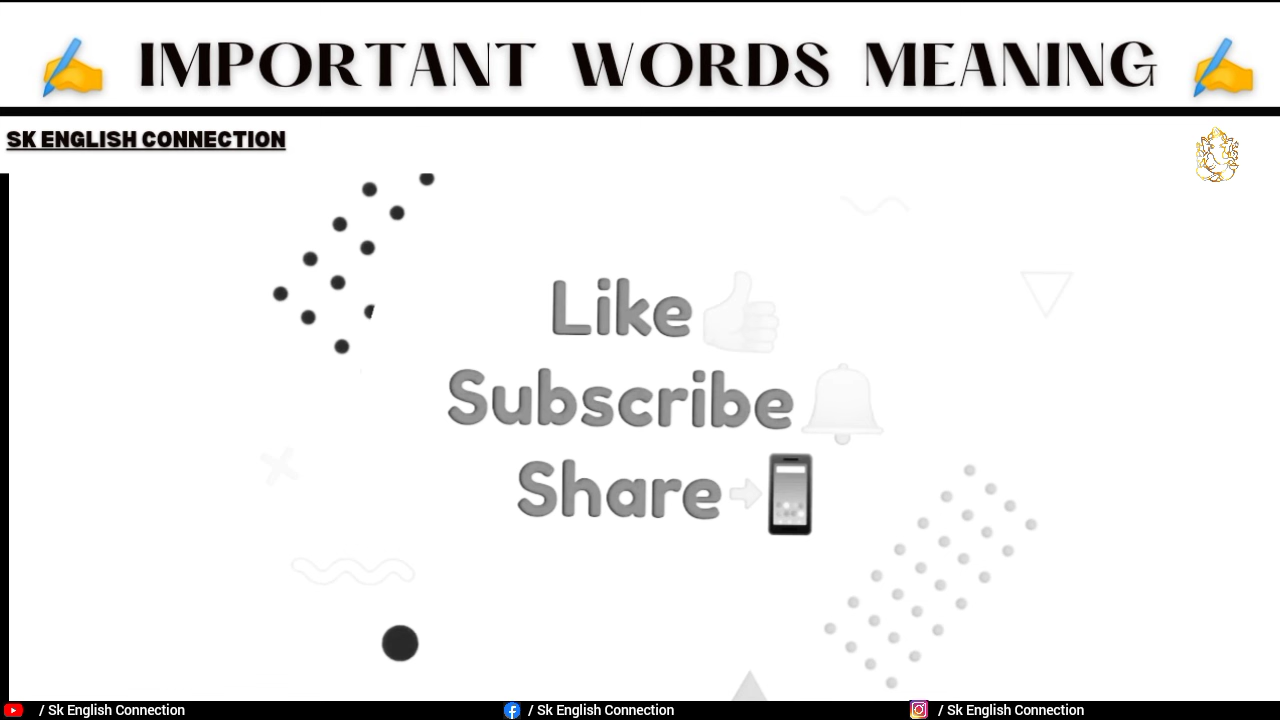 IMPORTANT WORDS MEANING
SK ENGLISH CONNECTION
Like
Subscribe
Share
/ Sk English Connection
/ Sk English Connection
/ Sk English Connection